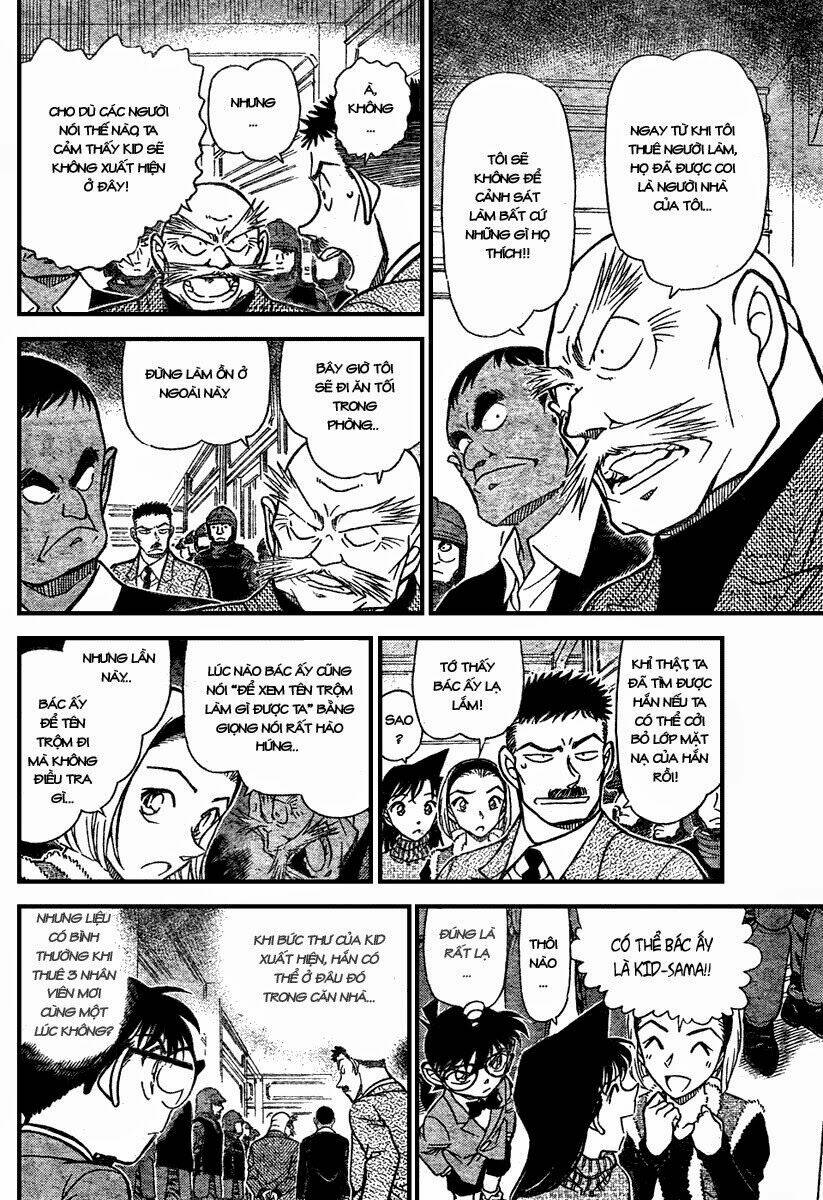 NGAY TỪ KHI TÔI
THUÊ NGƯỜI LÀM,
HỌ ĐÃ ĐƯỢC COI
LÀ NGƯỜI NHÀ
CỦA TÔI...
TÔI SẼ
KHÔNG ĐỂ
CẢNH SÁT
LÀM BẤT CỨ
NHỮNG GÌ HỌ
THÍCH!!
À,
KHÔNG
...
NHƯNG
...
CHO DÙ CÁC NGƯỜI
NÓI THẾ NÀO, TA
CẢM THẤY KID SẼ
KHÔNG XUẤT HIỆN
Ở ĐÂY!
BÂY GIỜ TÔI
SẼ ĐI ĂN TỐI
TRONG
PHÒNG..
ĐỪNG LÀM ỒN Ở
NGOÀI NÀY
KHỈ THẬT, TA
ĐÃ TÌM ĐƯỢC
HẮN NẾU TA
CÓ THỂ CỞI
BỎ LỚP MẶT
NẠ CỦA HẮN
RỒI!
TỚ THẤY
BÁC ẤY LẠ
LẮM!
SAO
?
LÚC NÀO BÁC ẤY CŨNG
NÓI “ĐỂ XEM TÊN TRỘM
LÀM GÌ ĐƯỢC TA” BẰNG
GIỌNG NÓI RẤT HÀO
HỨNG..
NHƯNG LẦN
NÀY..
BÁC ẤY
ĐỂ TÊN
TRỘM ĐI
MÀ KHÔNG
ĐIỀU TRA
GÌ...
CÓ THỂ BÁC ẤY
LÀ KID-SAMA!!
THÔI
NÀO
...
ĐÚNG LÀ
RẤT LẠ
...
KHI BỨC THƯ CỦA KID
XUẤT HIỆN, HẮN CÓ
THỂ Ở ĐÂU ĐÓ
TRONG CĂN NHÀ...
NHƯNG LIỆU
CÓ BÌNH
THƯỜNG KHI
THUÊ 3 NHÂN
VIÊN MƠI
CÙNG MỘT
LÚC KHÔNG?